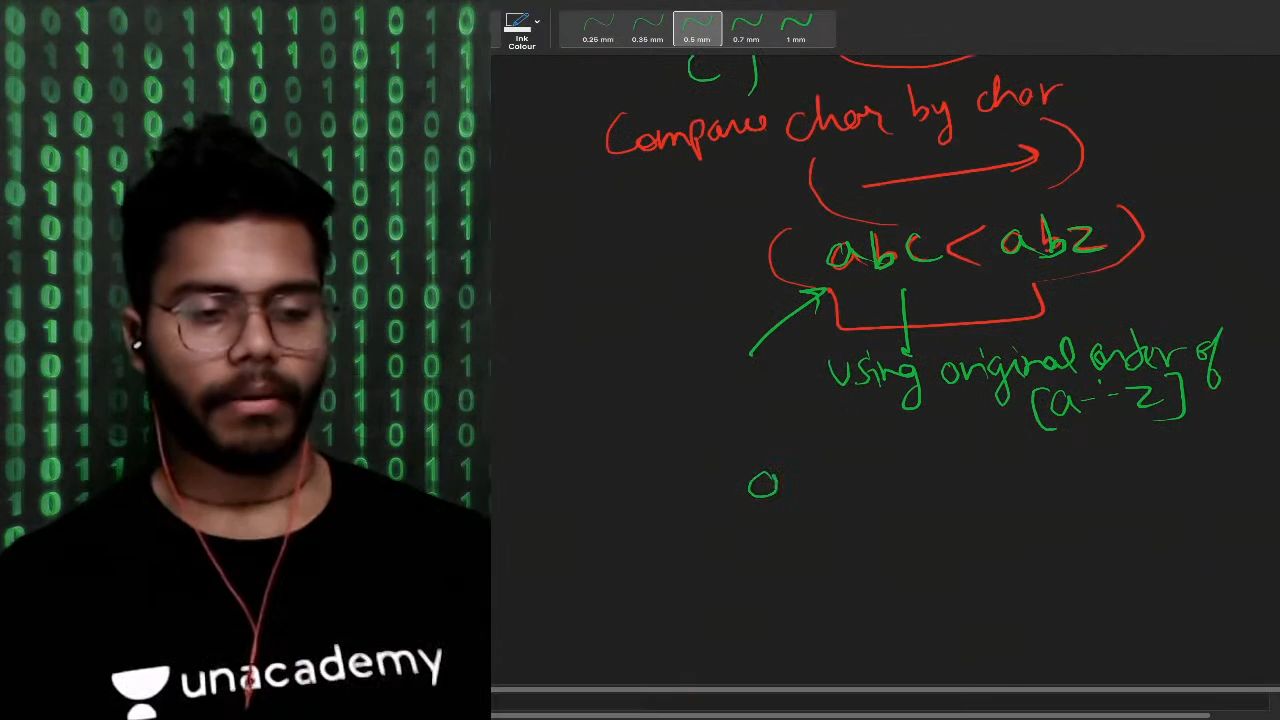 Ink
Colour
0.25 mm
0.35 mm
0.5 mm
0.7 mm
1 mm
Compare char by char
(abc < abz)
using original order of
[a--z]
a
unacademy